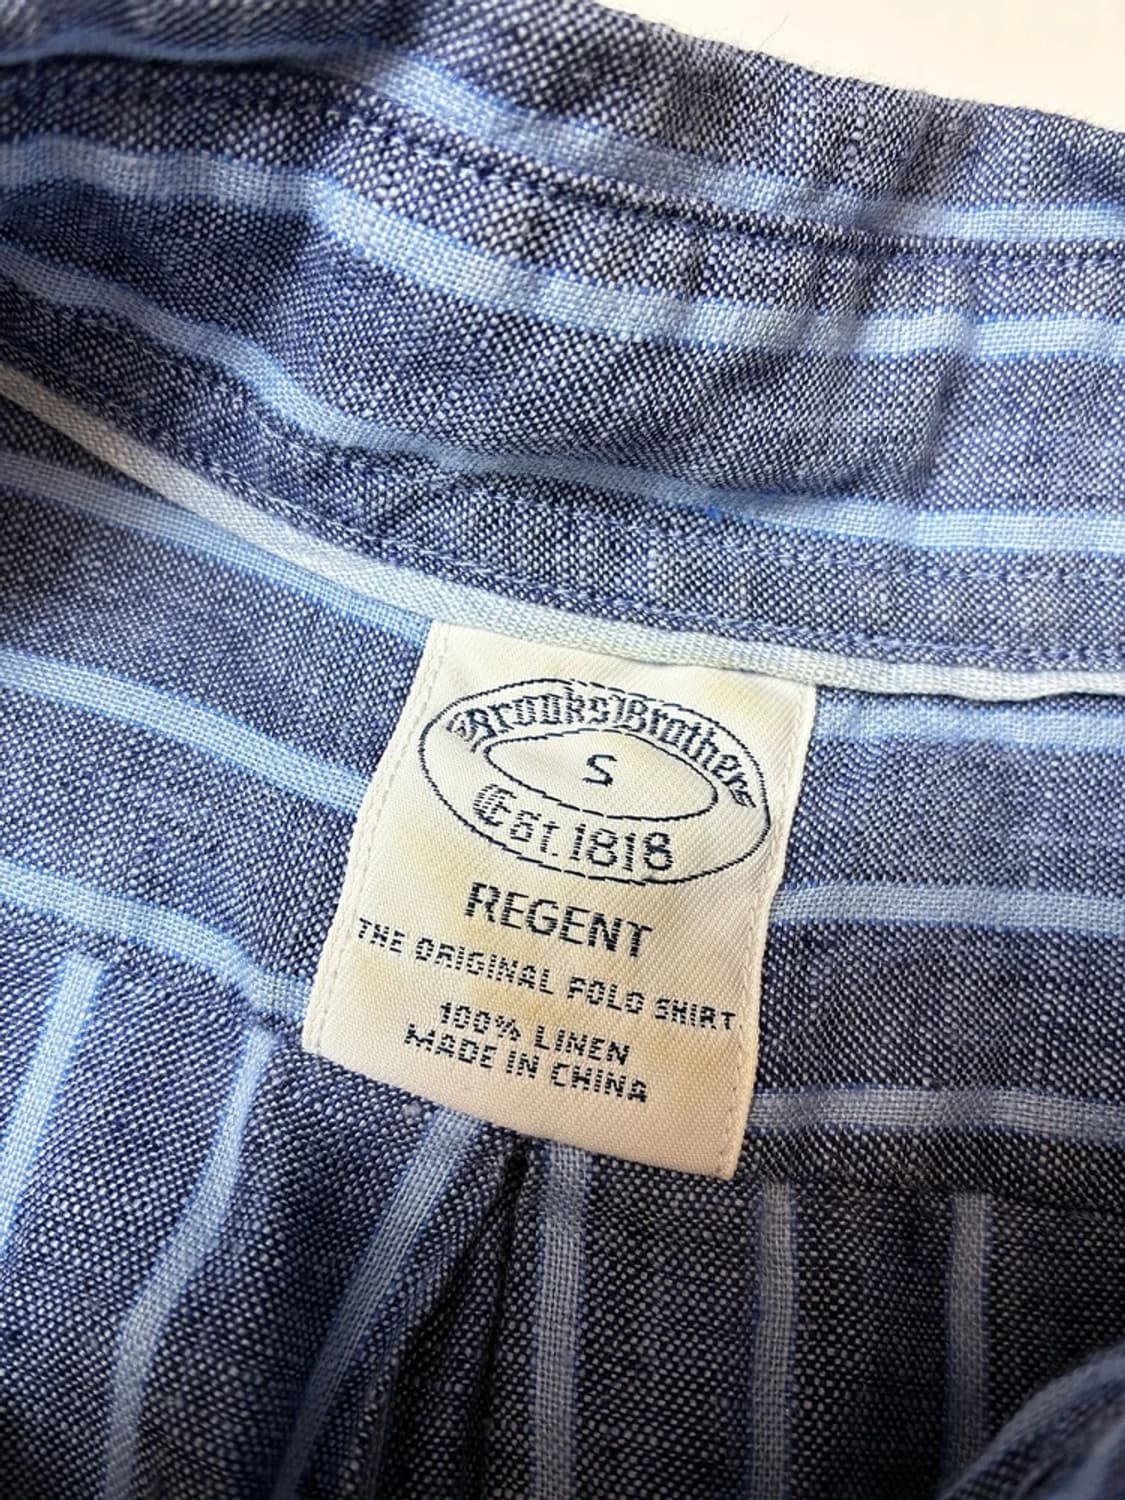 Brooks Brothers
S
Est. 1818
REGENT
THE ORIGINAL POLO SHIRT
100% LINEN
MADE IN CHINA